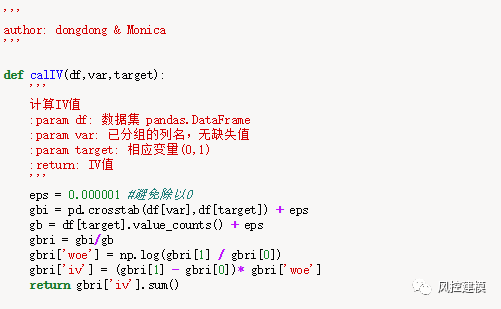 '''
author: dongdong & Monica
'''
def calIV(df,var,target):
'''
计算IV值
:param df: 数据集 pandas.DataFrame
:param var: 已分组的列名，无缺失值
:param target: 相应变量(0,1)
:return: IV值
'''
eps = 0.000001 #避免除以0
gbi = pd.crosstab(df[var],df[target]) + eps
gb = df[target].value_counts() + eps
gbri = gbi/gb
gbri['woe'] = np.log(gbri[1] / gbri[0])
gbri['iv'] = (gbri[1] - gbri[0])* gbri['woe']
return gbri['iv'].sum()
风控建模